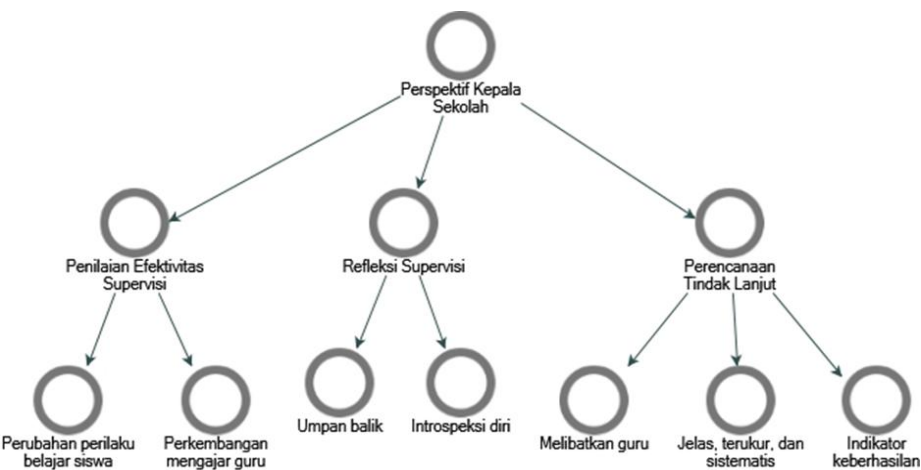 Perspektif Kepala
Sekolah
Penilaian Efektivitas
Supervisi
Refleksi Supervisi
Perencanaan
Tindak Lanjut
Perubahan perilaku
belajar siswa
Perkembangan
mengajar guru
Umpan balik
Introspeksi diri
Melibatkan guru
Jelas, terukur, dan
sistematis
Indikator
keberhasilan